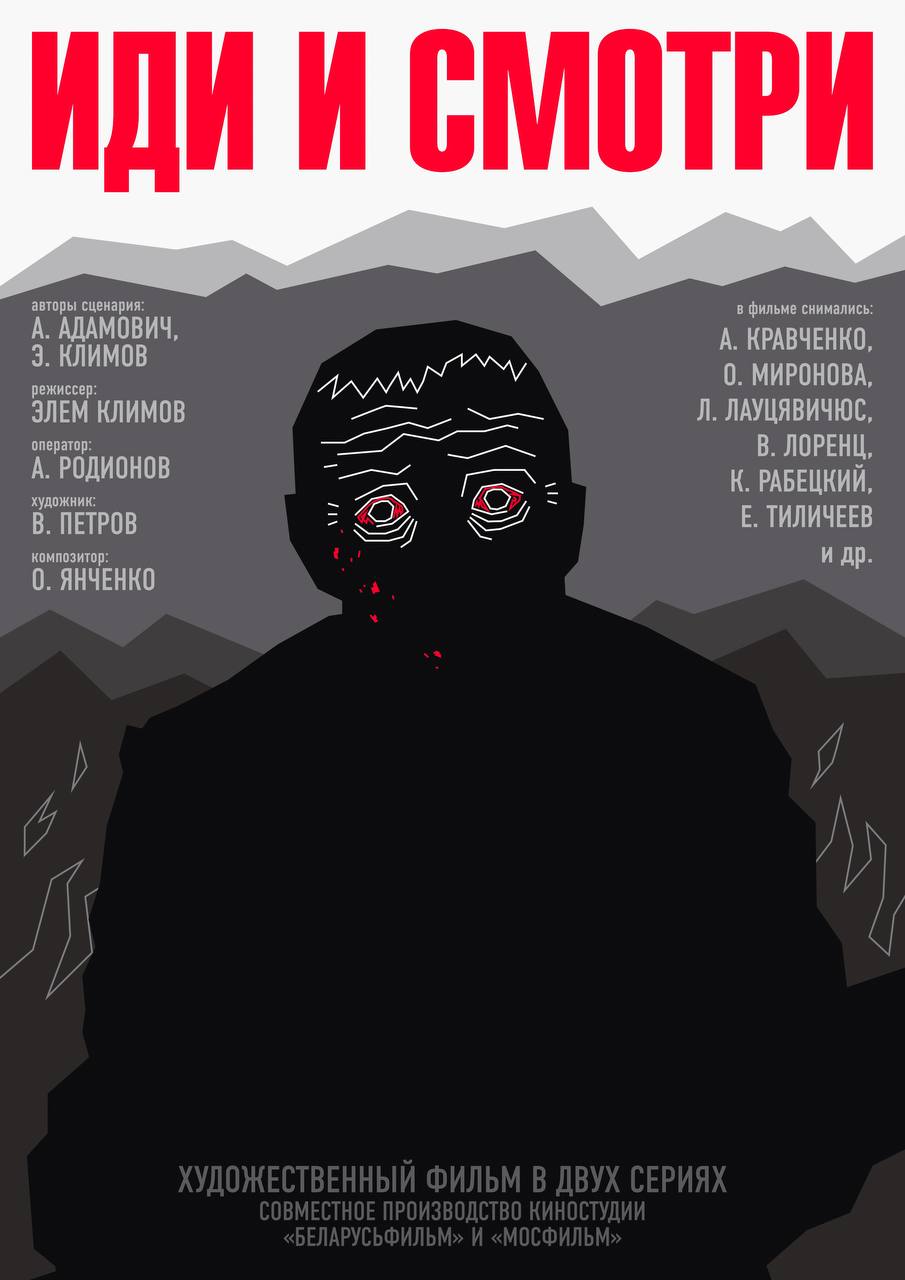 ИДИ И СМОТРИ
авторы сценария:
А. АДАМОВИЧ,
Э. КЛИМОВ
режиссер:
ЭЛЕМ КЛИМОВ
оператор:
А. РОДИОНОВ
художник:
В. ПЕТРОВ
композитор:
О. ЯНЧЕНКО
в фильме снимались:
А. КРАВЧЕНКО,
О. МИРОНОВА,
Л. ЛАУЦЯВИЧЮС,
В. ЛОРЕНЦ,
К. РАБЕЦКИЙ,
Е. ТИЛИЧЕЕВ
и др.
ХУДОЖЕСТВЕННЫЙ ФИЛЬМ В ДВУХ СЕРИЯХ
СОВМЕСТНОЕ ПРОИЗВОДСТВО КИНОСТУДИИ
«БЕЛАРУСЬФИЛЬМ» И «МОСФИЛЬМ»